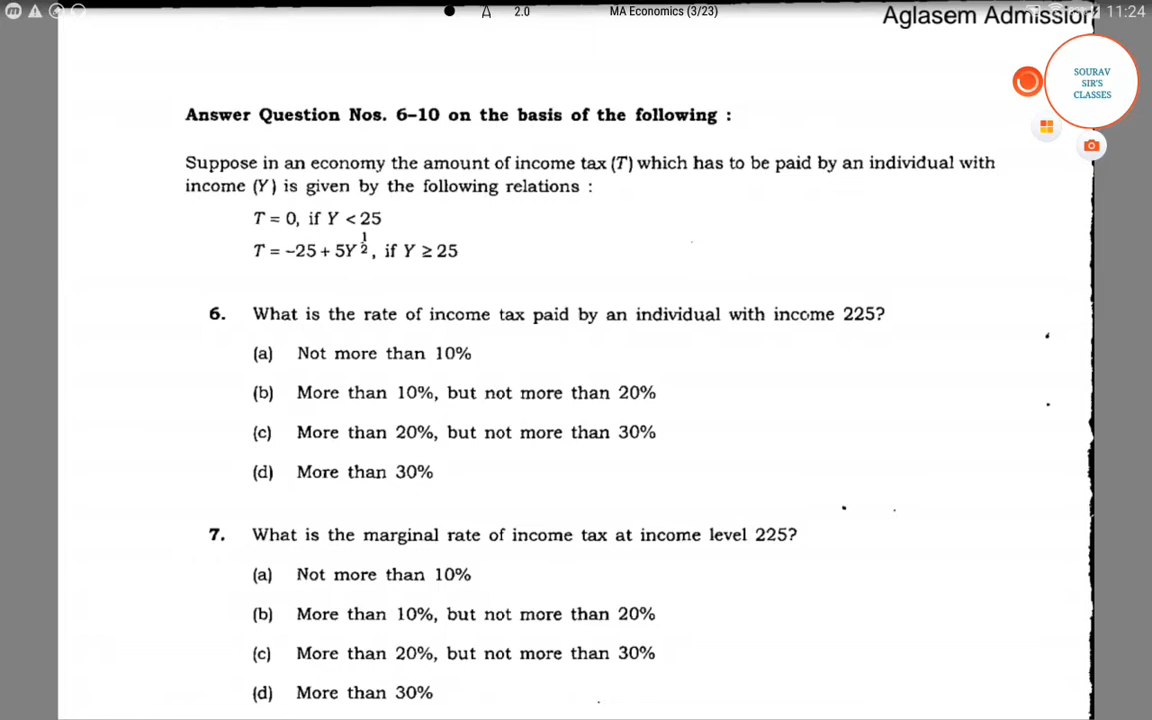 2.0
MA Economics (3/23)
Aglasem Admission
11:24
SOURAV
SIR'S
CLASSES
Answer Question Nos. 6–10 on the basis of the following :
Suppose in an economy the amount of income tax (T) which has to be paid by an individual with
income (Y) is given by the following relations :
T = 0, if Y < 25
T = –25 + 5Y^{1/2}, if Y ≥ 25
6. What is the rate of income tax paid by an individual with income 225?
(a) Not more than 10%
(b) More than 10%, but not more than 20%
(c) More than 20%, but not more than 30%
(d) More than 30%
7. What is the marginal rate of income tax at income level 225?
(a) Not more than 10%
(b) More than 10%, but not more than 20%
(c) More than 20%, but not more than 30%
(d) More than 30%